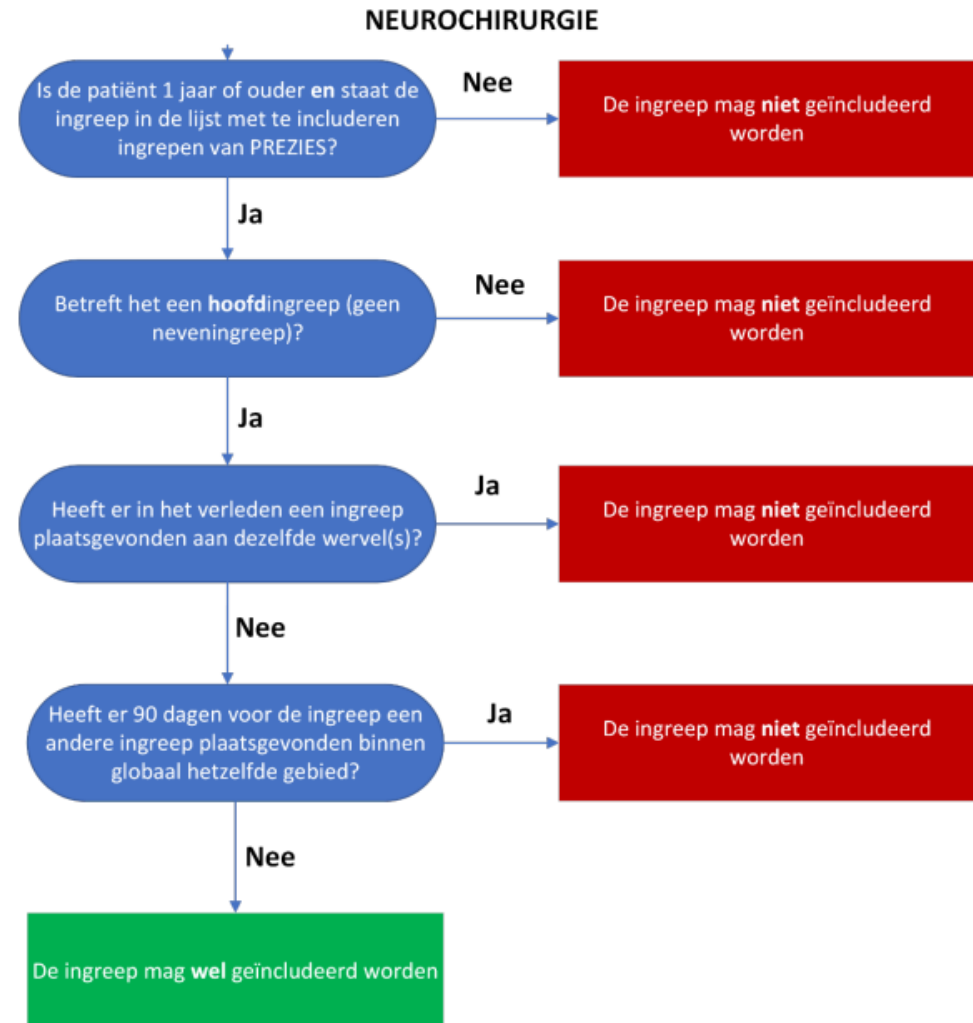 NEUROCHIRURGIE
Is de patiënt 1 jaar of ouder en staat de
ingreep in de lijst met te includeren
ingrepen van PREZIES?
Nee
De ingreep mag niet geïncludeerd
worden
Ja
Betreft het een hoofdingreep (geen
neveningreep)?
Nee
De ingreep mag niet geïncludeerd
worden
Ja
Heeft er in het verleden een ingreep
plaatsgevonden aan dezelfde wervel(s)?
Ja
De ingreep mag niet geïncludeerd
worden
Nee
Heeft er 90 dagen voor de ingreep een
andere ingreep plaatsgevonden binnen
globaal hetzelfde gebied?
Ja
De ingreep mag niet geïncludeerd
worden
Nee
De ingreep mag wel geïncludeerd worden